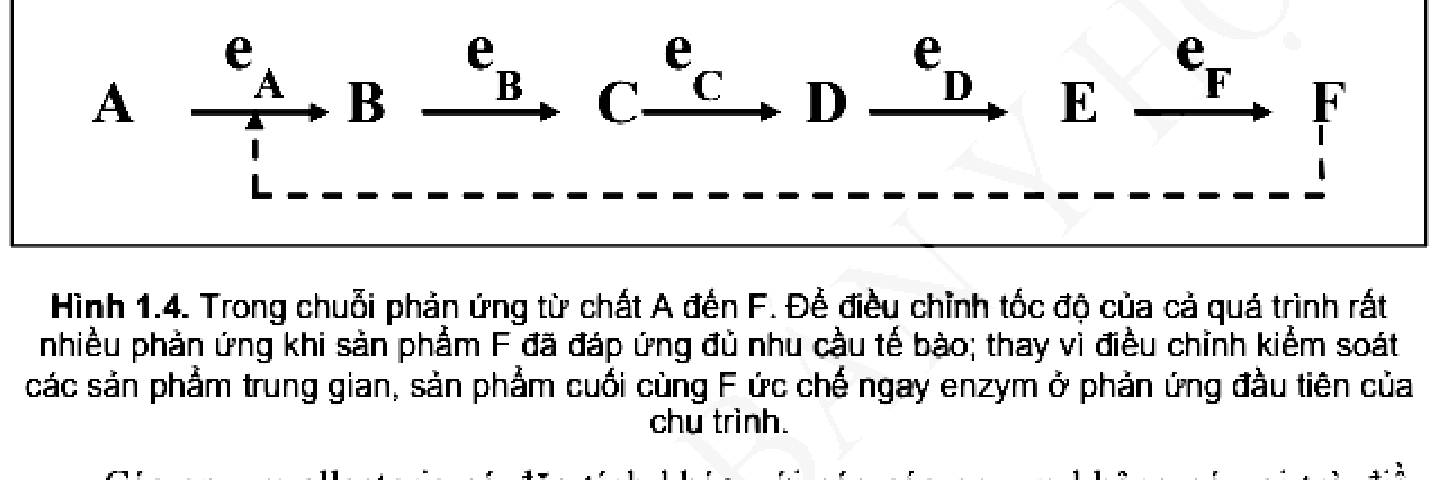 e_A e_B e_C e_D e_F
A B C D E F
Hình 1.4. Trong chuỗi phản ứng từ chất A đến F. Để điều chỉnh tốc độ của cả quá trình rất
nhiều phản ứng khi sản phẩm F đã đáp ứng đủ nhu cầu tế bào; thay vì điều chỉnh kiểm soát
các sản phẩm trung gian, sản phẩm cuối cùng F ức chế ngay enzym ở phản ứng đầu tiên của
chu trình.